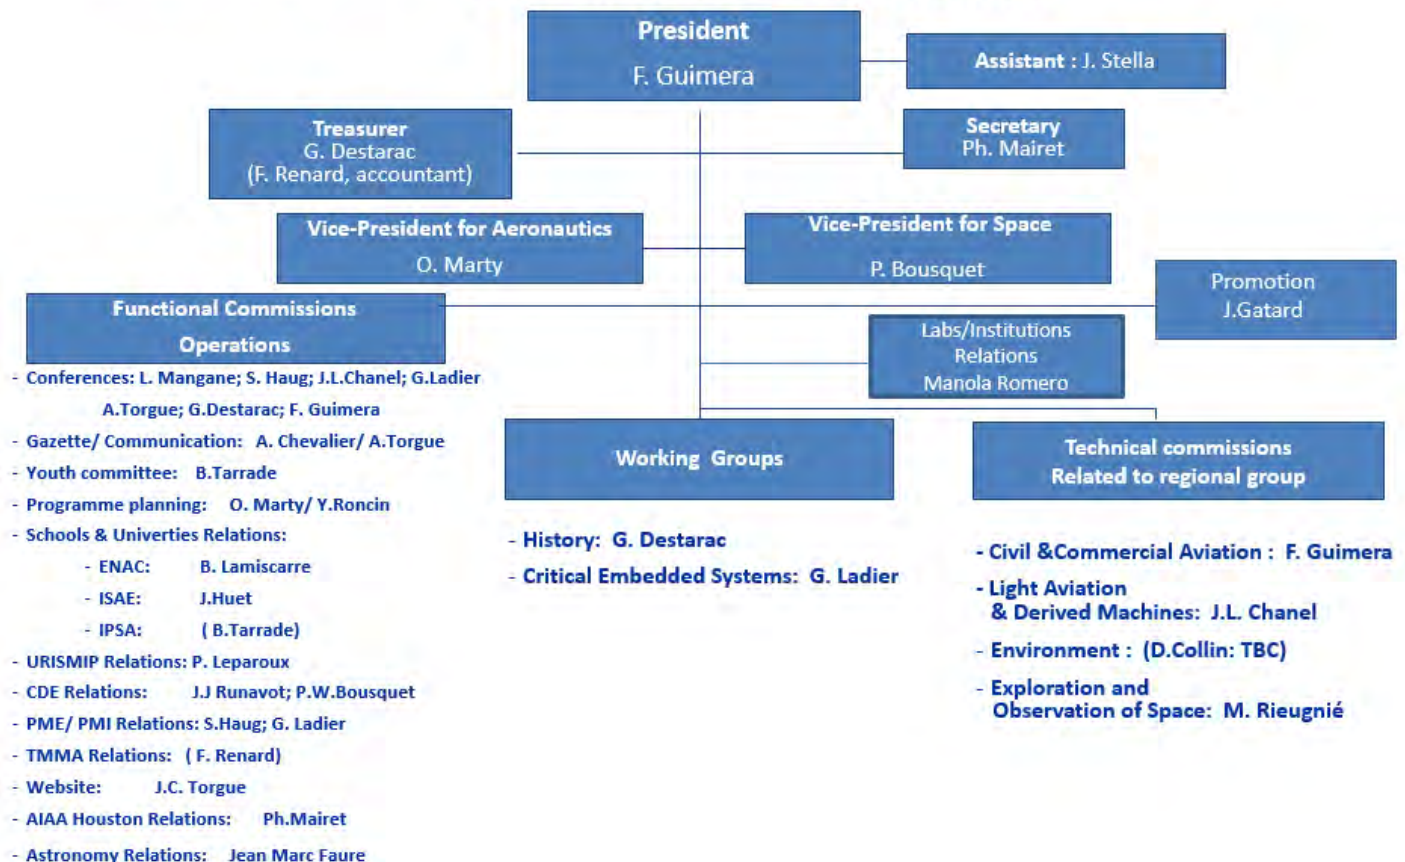 President
F. Guimera
Assistant : J. Stella
Treasurer
G. Destarac
(F. Renard, accountant)
Secretary
Ph. Mairet
Vice-President for Aeronautics
O. Marty
Vice-President for Space
P. Bousquet
Promotion
J.Gatard
Functional Commissions
Operations
Labs/Institutions
Relations
Manola Romero
- Conferences: L. Mangane; S. Haug; J.L.Chanel; G.Ladier
A.Torgue; G.Destarac; F. Guimera
- Gazette/ Communication: A. Chevalier/ A.Torgue
- Youth committee: B.Tarrade
- Programme planning: O. Marty/ Y.Roncin
- Schools & Univerties Relations:
- ENAC: B. Lamiscarre
- ISAE: J.Huet
- IPSA: ( B.Tarrade)
- URISMIP Relations: P. Leparoux
- CDE Relations: J.J Runavot; P.W.Bousquet
- PME/ PMI Relations: S.Haug; G. Ladier
- TMMA Relations: ( F. Renard)
- Website: J.C. Torgue
- AIAA Houston Relations: Ph.Mairet
- Astronomy Relations: Jean Marc Faure
Working Groups
- History: G. Destarac
- Critical Embedded Systems: G. Ladier
Technical commissions
Related to regional group
- Civil &Commercial Aviation : F. Guimera
- Light Aviation
& Derived Machines: J.L. Chanel
- Environment : (D.Collin: TBC)
- Exploration and
Observation of Space: M. Rieugnié